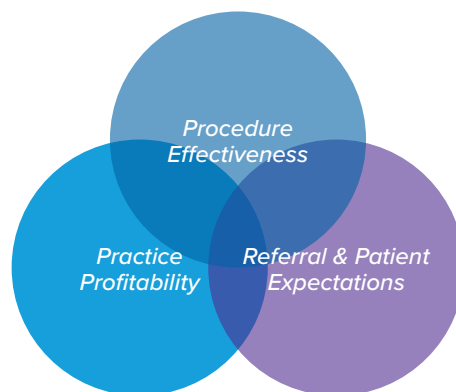 Procedure
Effectiveness
Practice
Profitability
Referral & Patient
Expectations